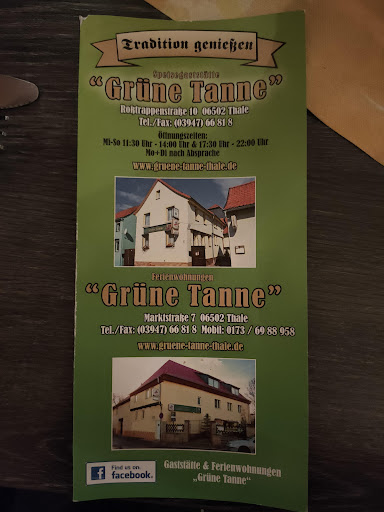 Tradition genießen
Speisegaststätte
“Grüne Tanne”
Roßtrappenstraße 10 06502 Thale
Tel./Fax: (03947) 66 81 8
Öffnungszeiten:
Mi-So 11:30 Uhr - 14:00 Uhr & 17:30 Uhr - 22:00 Uhr
Mo+Di nach Absprache
www.gruene-tanne-thale.de
Ferienwohnungen
“Grüne Tanne”
Marktstraße 7 06502 Thale
Tel./Fax: (03947) 66 81 8 Mobil: 0173 / 69 88 958
www.gruene-tanne-thale.de
f Find us on:
facebook.
Gaststätte & Ferienwohnungen
„Grüne Tanne“